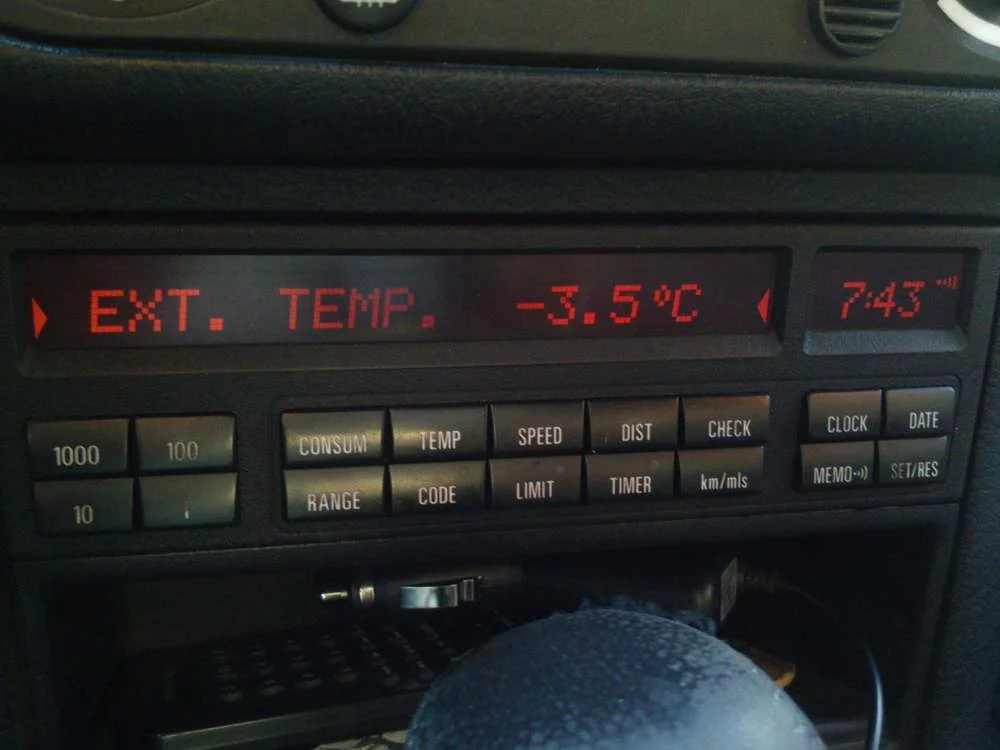 EXT. TEMP. -3.5ºC
7:43
1000 100
CONSUM TEMP SPEED DIST CHECK
CLOCK DATE
10 1
RANGE CODE LIMIT TIMER km/mls
MEMO SET/RES